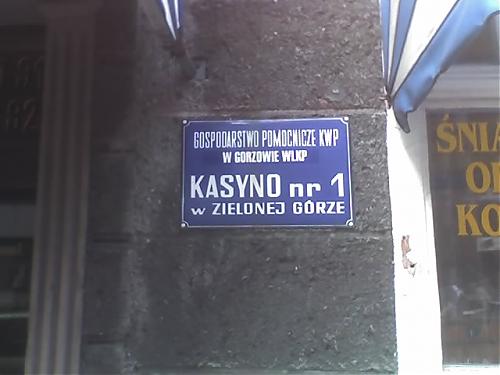 GOSPODARSTWO POMOCNICZE KWP
W GORZOWIE WLKP
KASYNO nr 1
w ZIELONEJ GÓRZE